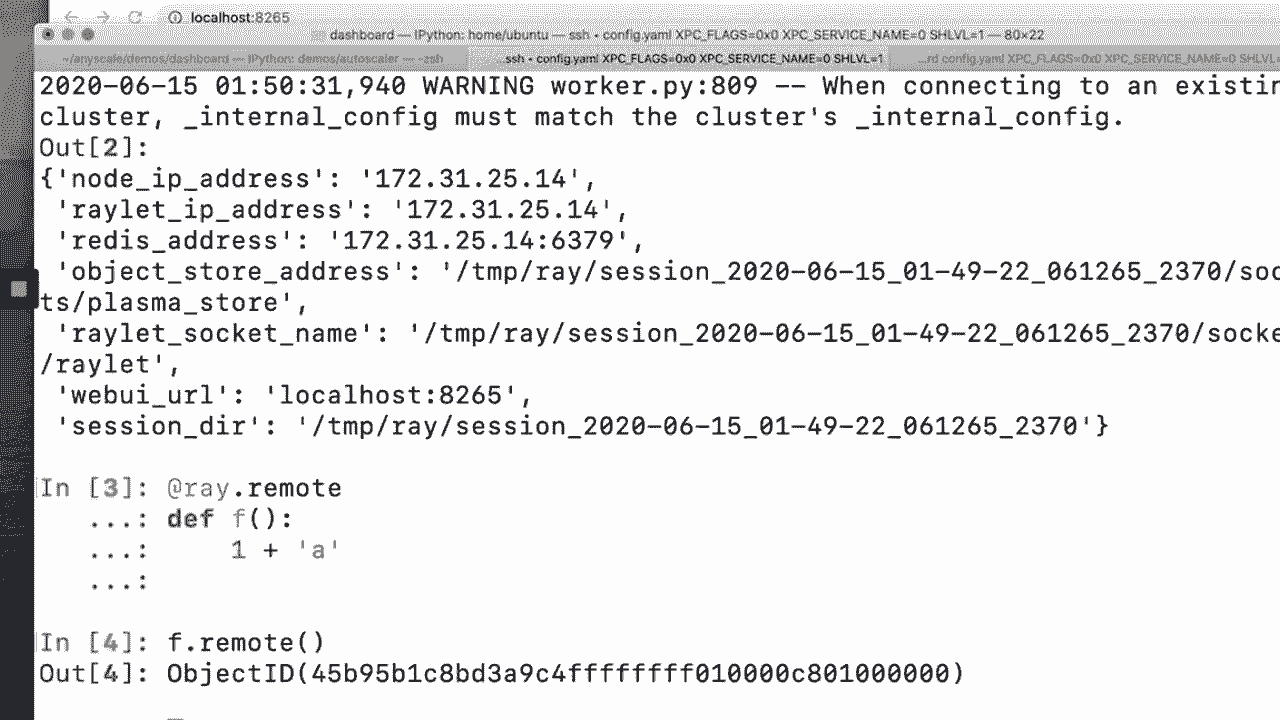 localhost:8265
dashboard — IPython: home/ubuntu — ssh • config.yaml XPC_FLAGS=0x0 XPC_SERVICE_NAME=0 SHLVL=1 — 80×22
~/anyscale/demos/dashboard — IPython: demos/autoscaler — -zsh
ssh • config.yaml XPC_FLAGS=0x0 XPC_SERVICE_NAME=0 SHLVL=1
...rd config.yaml XPC_FLAGS=0x0 XPC_SERVICE_NAME=0 SHLVL=
2020-06-15 01:50:31,940 WARNING worker.py:809 -- When connecting to an existin
cluster, _internal_config must match the cluster's _internal_config.
Out[2]:
{'node_ip_address': '172.31.25.14',
 'raylet_ip_address': '172.31.25.14',
 'redis_address': '172.31.25.14:6379',
 'object_store_address': '/tmp/ray/session_2020-06-15_01-49-22_061265_2370/soc
ts/plasma_store',
 'raylet_socket_name': '/tmp/ray/session_2020-06-15_01-49-22_061265_2370/socke
/raylet',
 'webui_url': 'localhost:8265',
 'session_dir': '/tmp/ray/session_2020-06-15_01-49-22_061265_2370'}
In [3]: @ray.remote
   ...: def f():
   ...:     1 + 'a'
   ...:
In [4]: f.remote()
Out[4]: ObjectID(45b95b1c8bd3a9c4ffffffff010000c801000000)